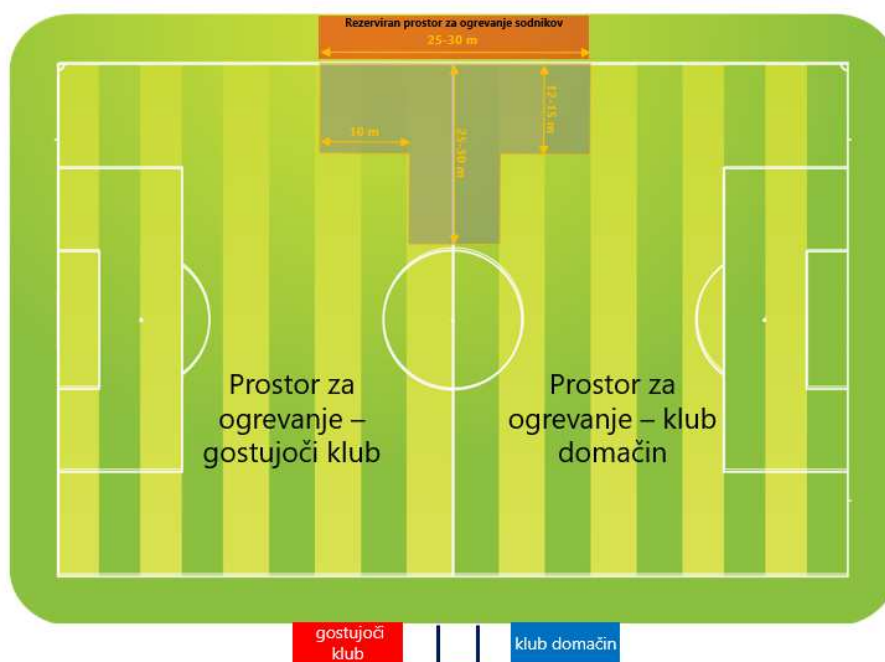 Rezerviran prostor za ogrevanje sodnikov
25-30 m
12-15 m
10 m
25-30 m
Prostor za
ogrevanje –
gostujoči klub
Prostor za
ogrevanje – klub
domačin
gostujoči
klub
klub domačin